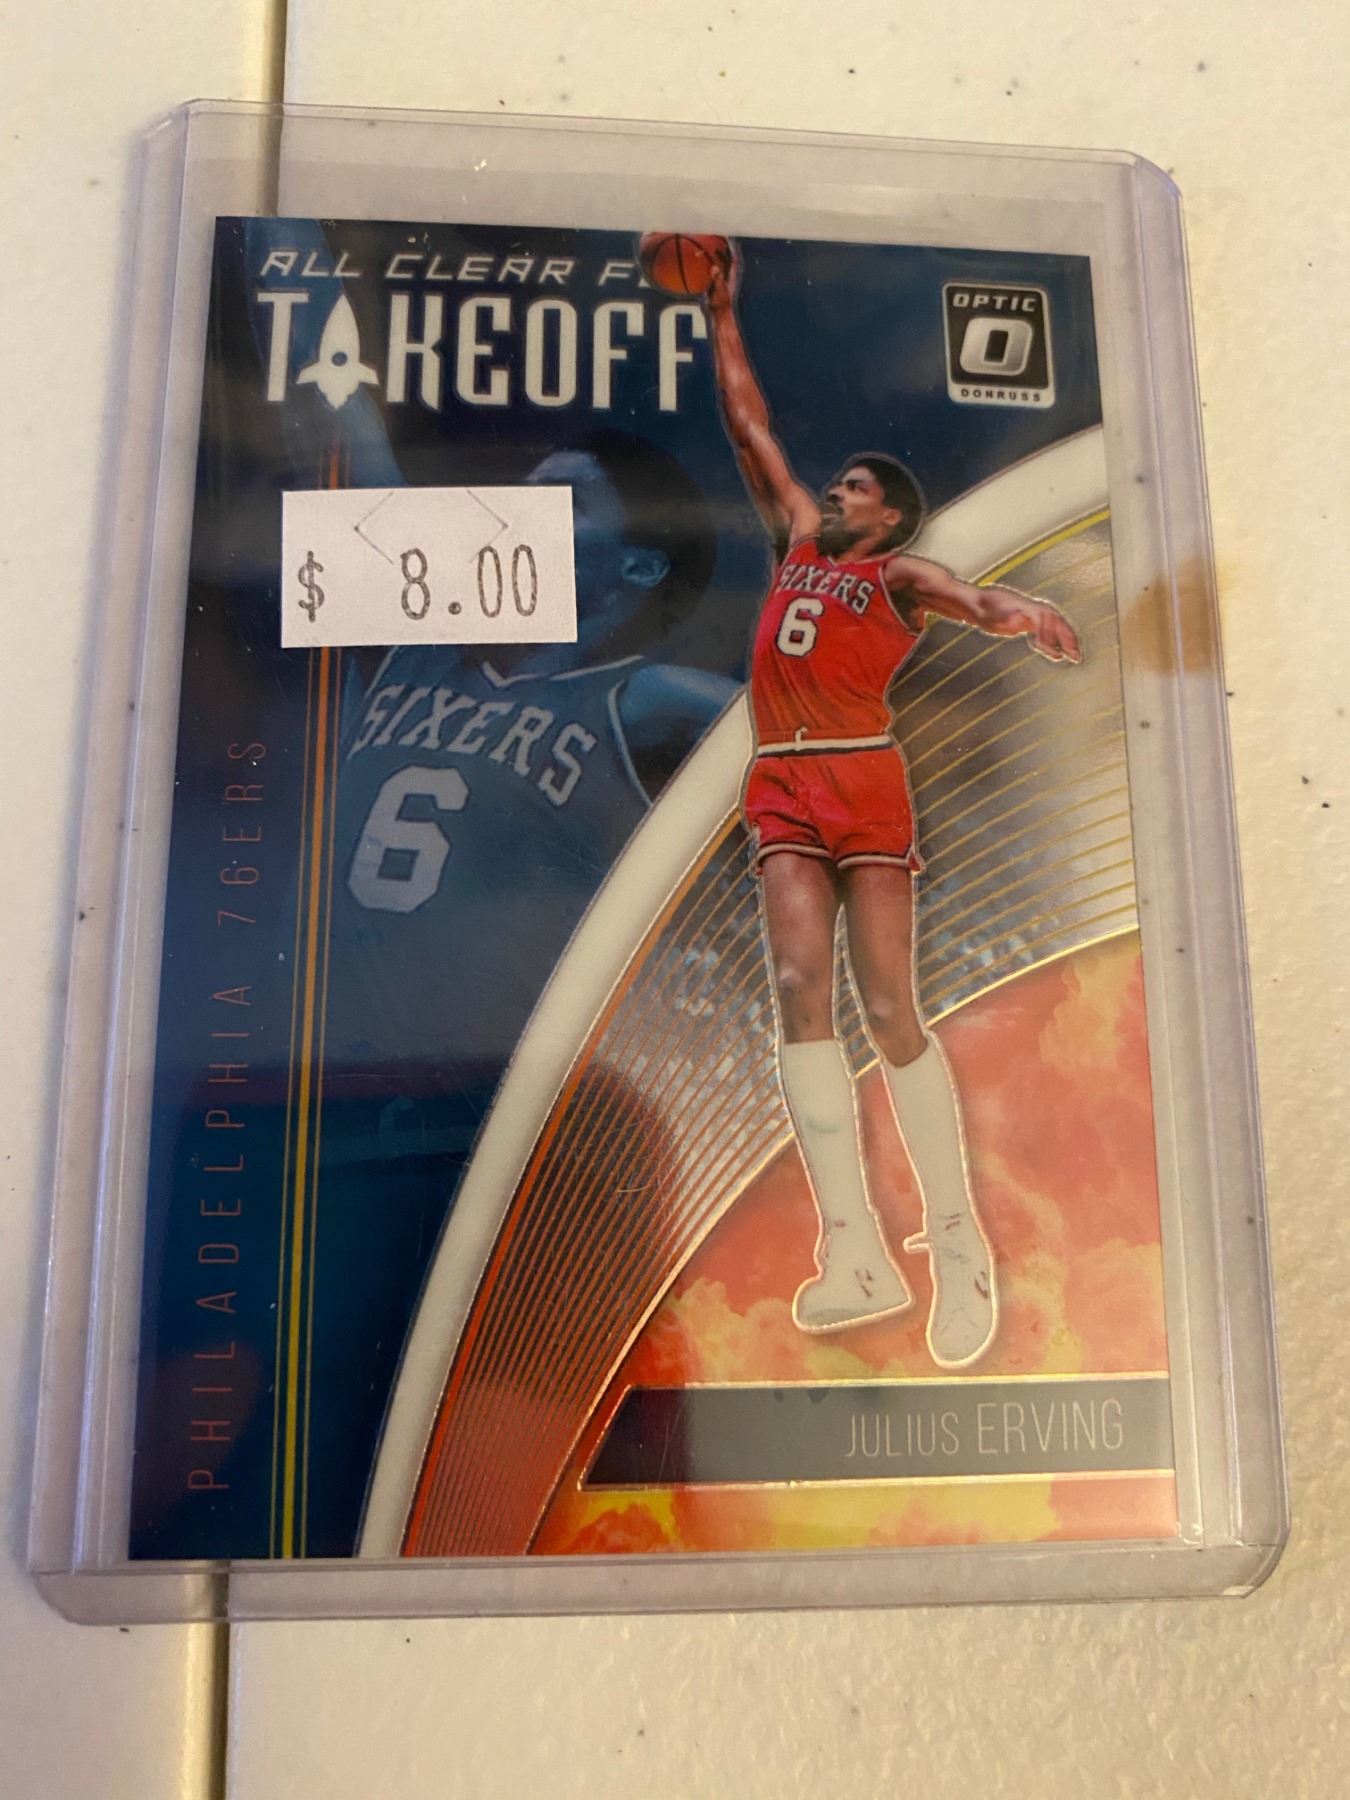 ALL CLEAR F
TAKEOFF
OPTIC
O
DONRUSS
$ 8.00
SIXERS
6
SIXERS
6
PHILADELPHIA 76ERS
JULIUS ERVING